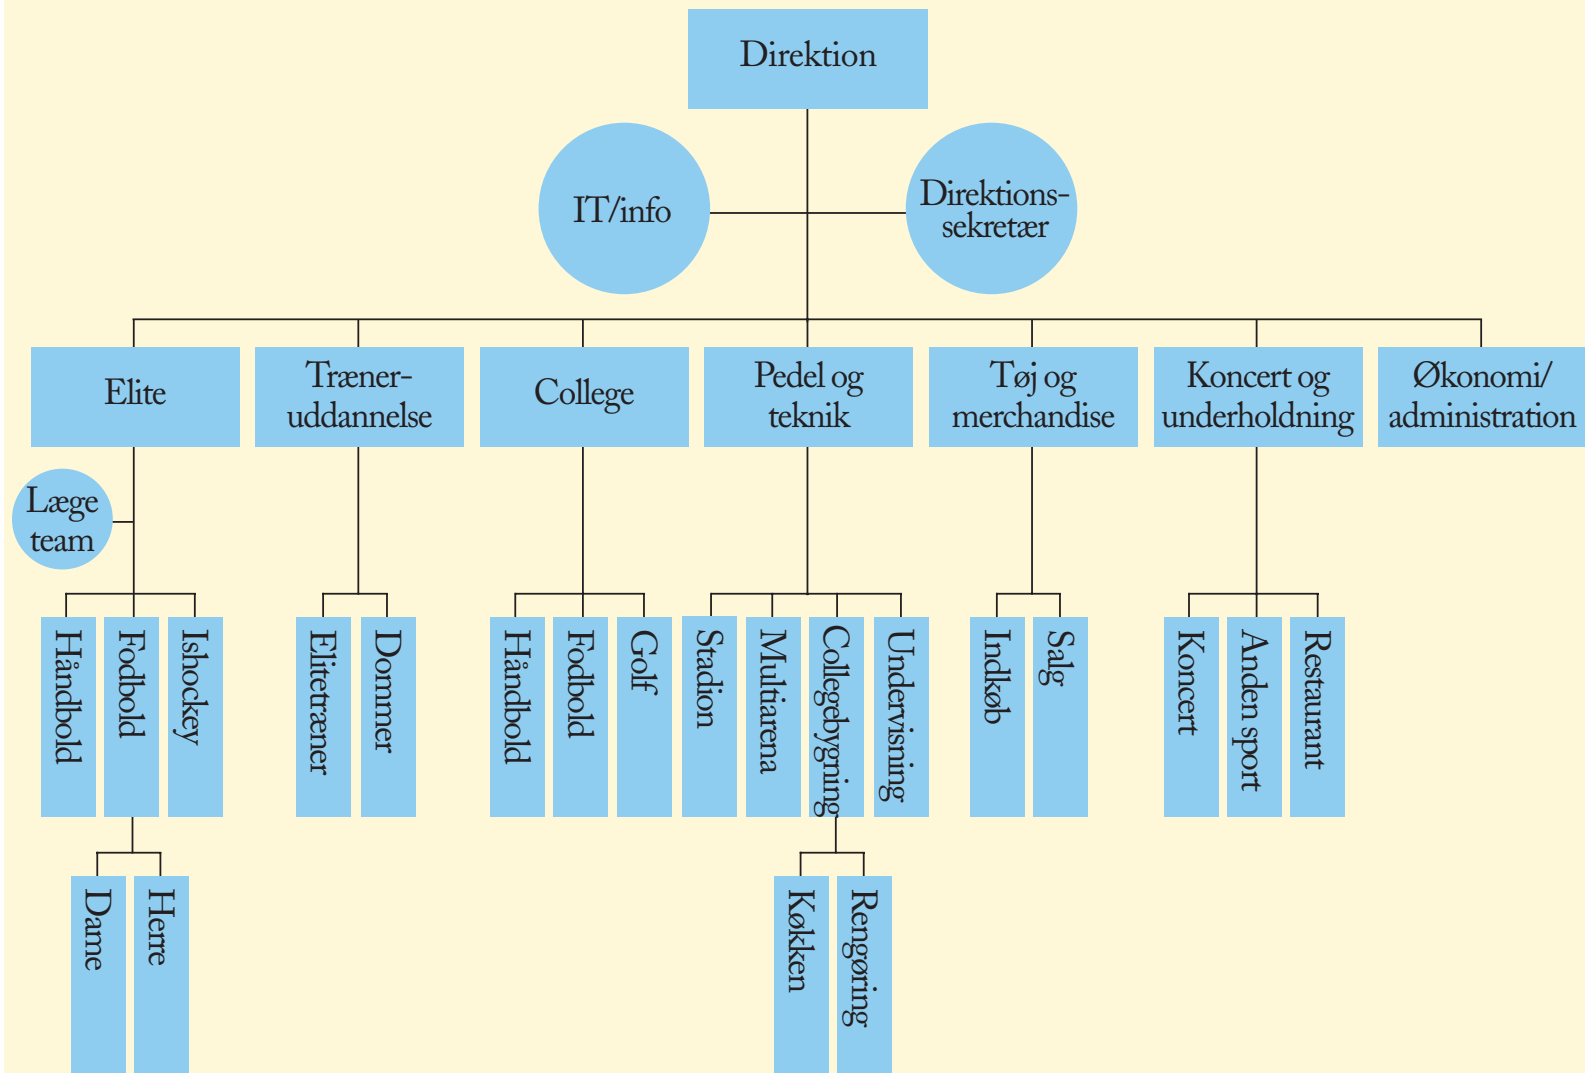 Direktion
IT/info
Direktions-
sekretær
Elite
Træner-
uddannelse
College
Pedel og
teknik
Tøj og
merchandise
Koncert og
underholdning
Økonomi/
administration
Læge
team
Håndbold
Fodbold
Ishockey
Elitetræner
Dommer
Håndbold
Fodbold
Golf
Stadion
Multiarena
Collegebygning
Undervisning
Indkøb
Salg
Koncert
Anden sport
Restaurant
Dame
Herre
Køkken
Rengøring